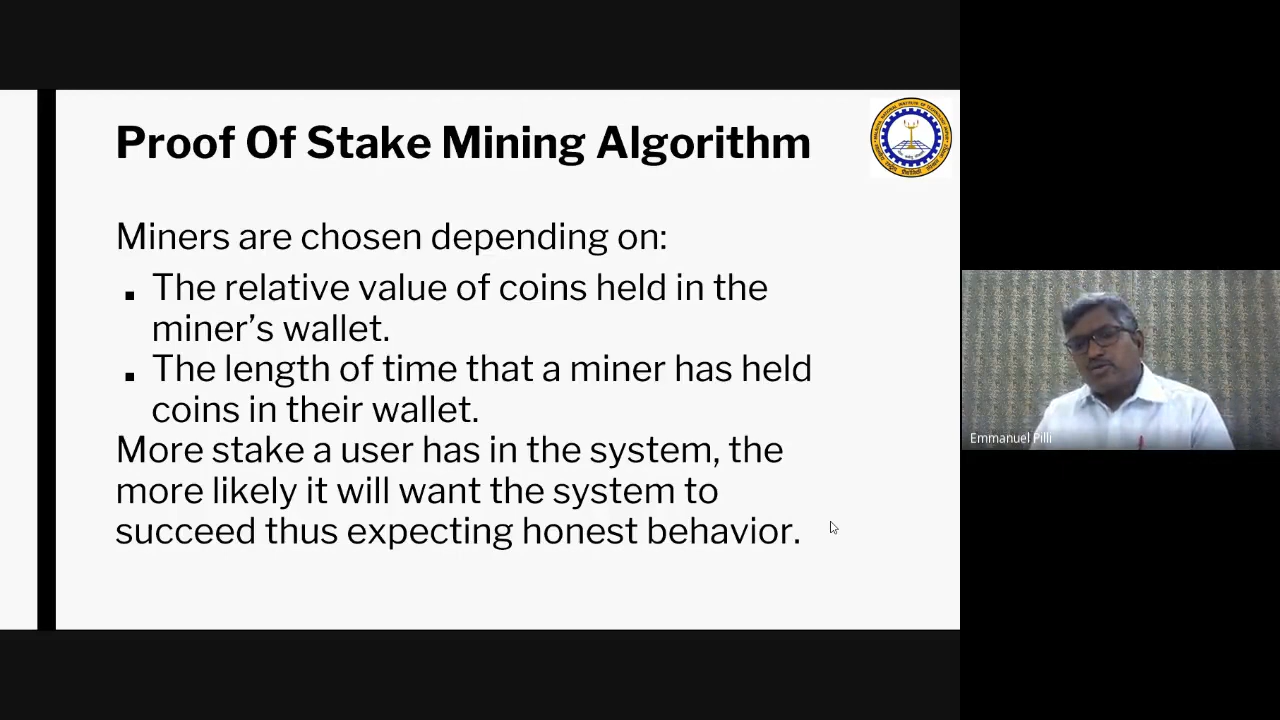 Proof Of Stake Mining Algorithm
Miners are chosen depending on:
▪ The relative value of coins held in the
miner’s wallet.
▪ The length of time that a miner has held
coins in their wallet.
More stake a user has in the system, the
more likely it will want the system to
succeed thus expecting honest behavior.
Emmanuel Pilli